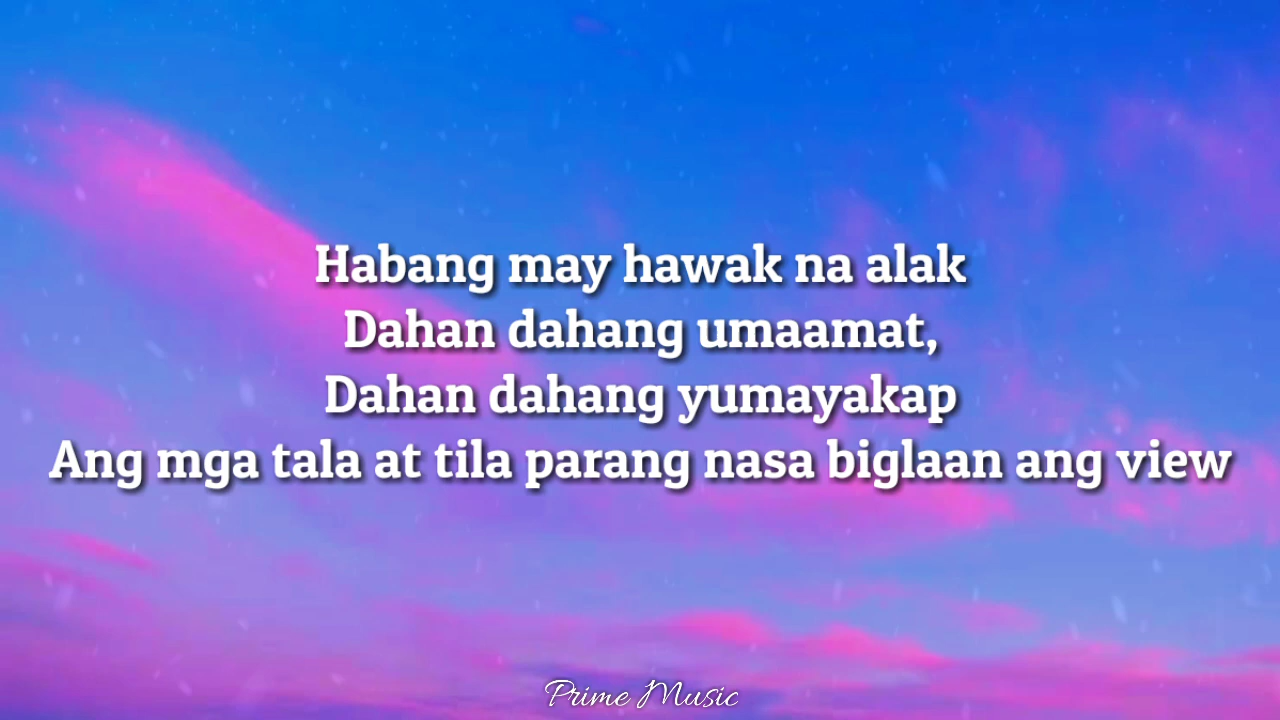 Habang may hawak na alak
Dahan dahang umaamat,
Dahan dahang yumayakap
Ang mga tala at tila parang nasa biglaan ang view
Prime Music